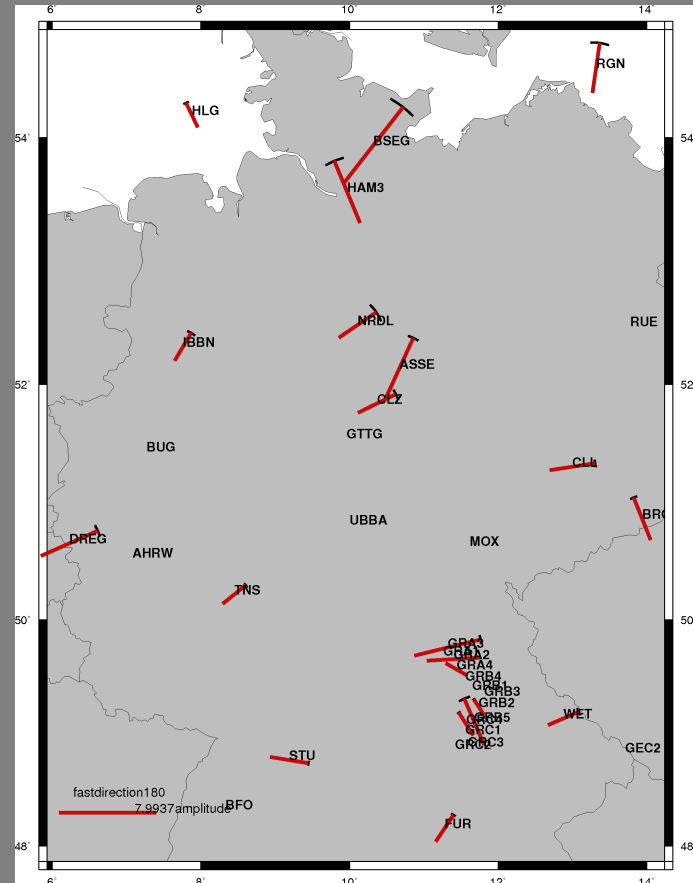 6° 8° 10° 12° 14°
RGN
HLG
54° BSEG 54°
HAM3
NRDL RUE
IBBN
ASSE
52° 52°
CLZ
GTTG
BUG
CLL
BRG
UBBA
DREG MOX
AHRW
TNS
50° 50°
GRA3
GRA1
GRA2
GRA4
GRB4
GRB1
GRB3
GRB2
WET
GRB5
GRC4
GRC1
GRC3
GRC2 GEC2
STU
fastdirection180
7.9937amplitude
BFO
FUR
48° 48°
6° 8° 10° 12° 14°